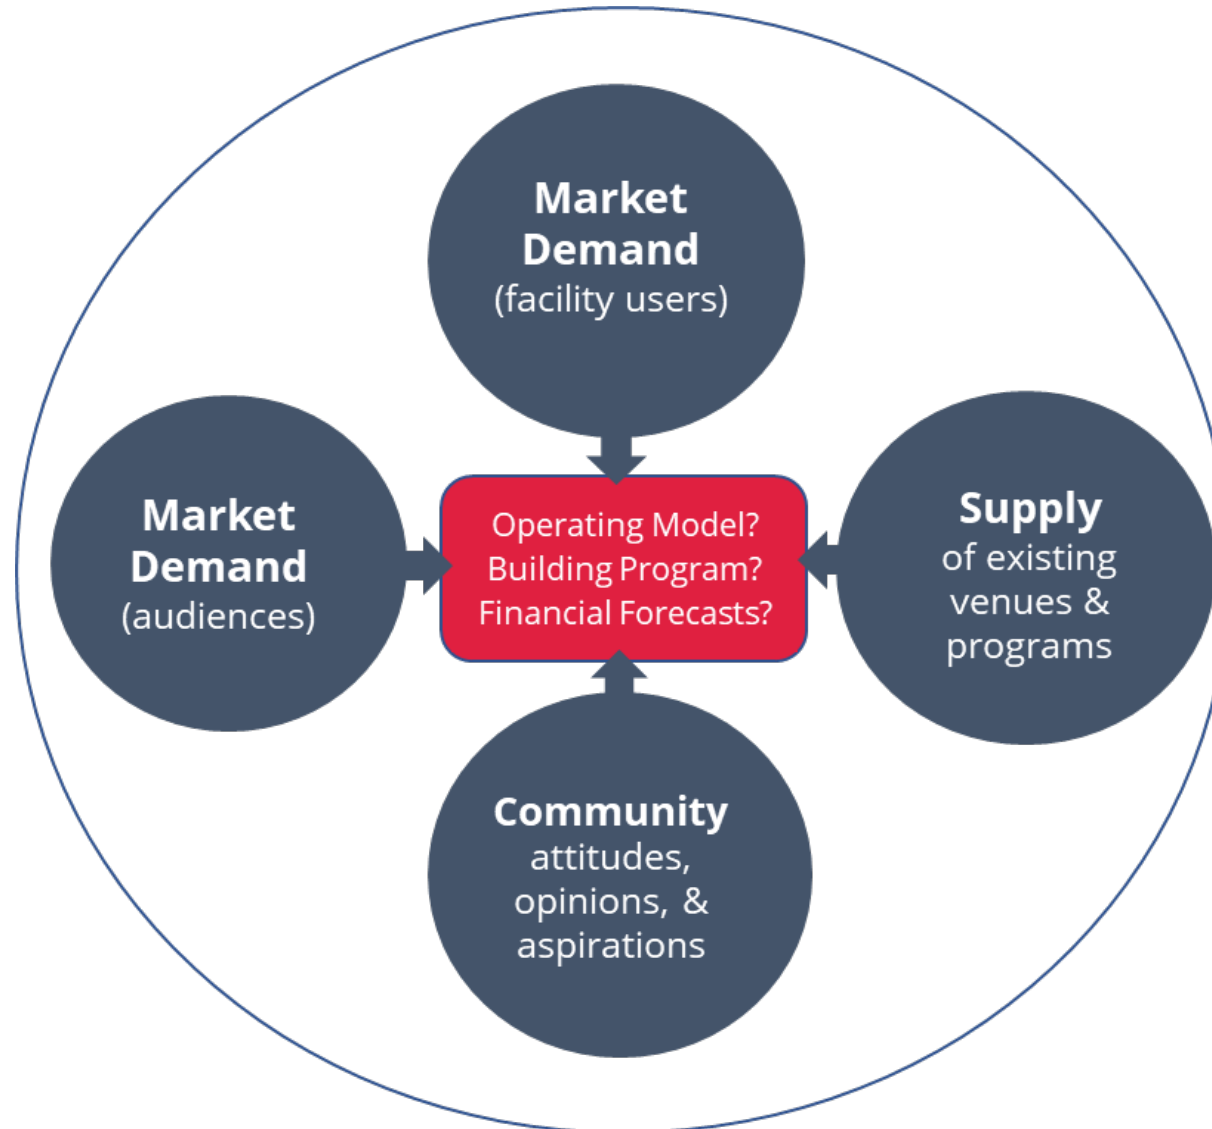 Market
Demand
(facility users)
Market
Demand
(audiences)
Operating Model?
Building Program?
Financial Forecasts?
Supply
of existing
venues &
programs
Community
attitudes,
opinions, &
aspirations